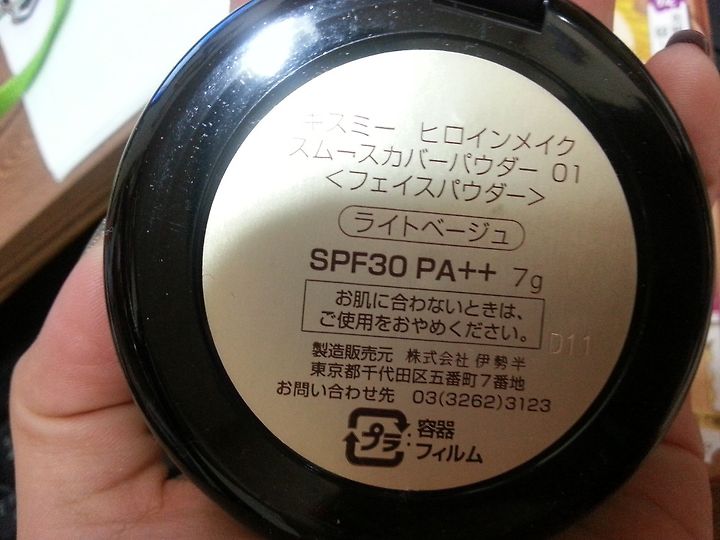 キスミー ヒロインメイク
スムースカバーパウダー 01
<フェイスパウダー>
ライトベージュ
SPF30 PA++ 7g
お肌に合わないときは、
ご使用をおやめください。
D11
製造販売元 株式会社 伊勢半
東京都千代田区五番町7番地
お問い合わせ先 03(3262)3123
プラ : 容器
フィルム